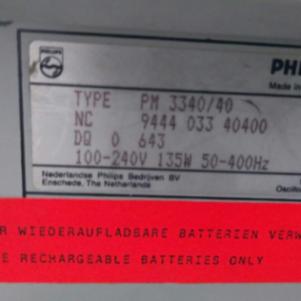 PHILIPS
PHI
Made in
TYPE PM 3340/40
NC 9444 033 40400
DQ 0 643
100-240V 135W 50-400Hz
Nederlandse Philips Bedrijven BV
Enschede, The Netherlands
Oscill
R WIEDERAUFLADBARE BATTERIEN VERW
E RECHARGEABLE BATTERIES ONLY